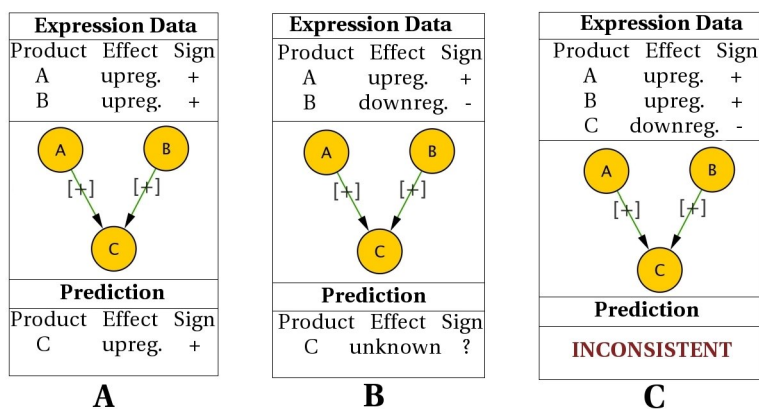 Expression Data
Product Effect Sign
A upreg. +
B upreg. +
A B
[+] [+]
C
Prediction
Product Effect Sign
C upreg. +
A
Expression Data
Product Effect Sign
A upreg. +
B downreg. -
A B
[+] [+]
C
Prediction
Product Effect Sign
C unknown ?
B
Expression Data
Product Effect Sign
A upreg. +
B upreg. +
C downreg. -
A B
[+] [+]
C
Prediction
INCONSISTENT
C